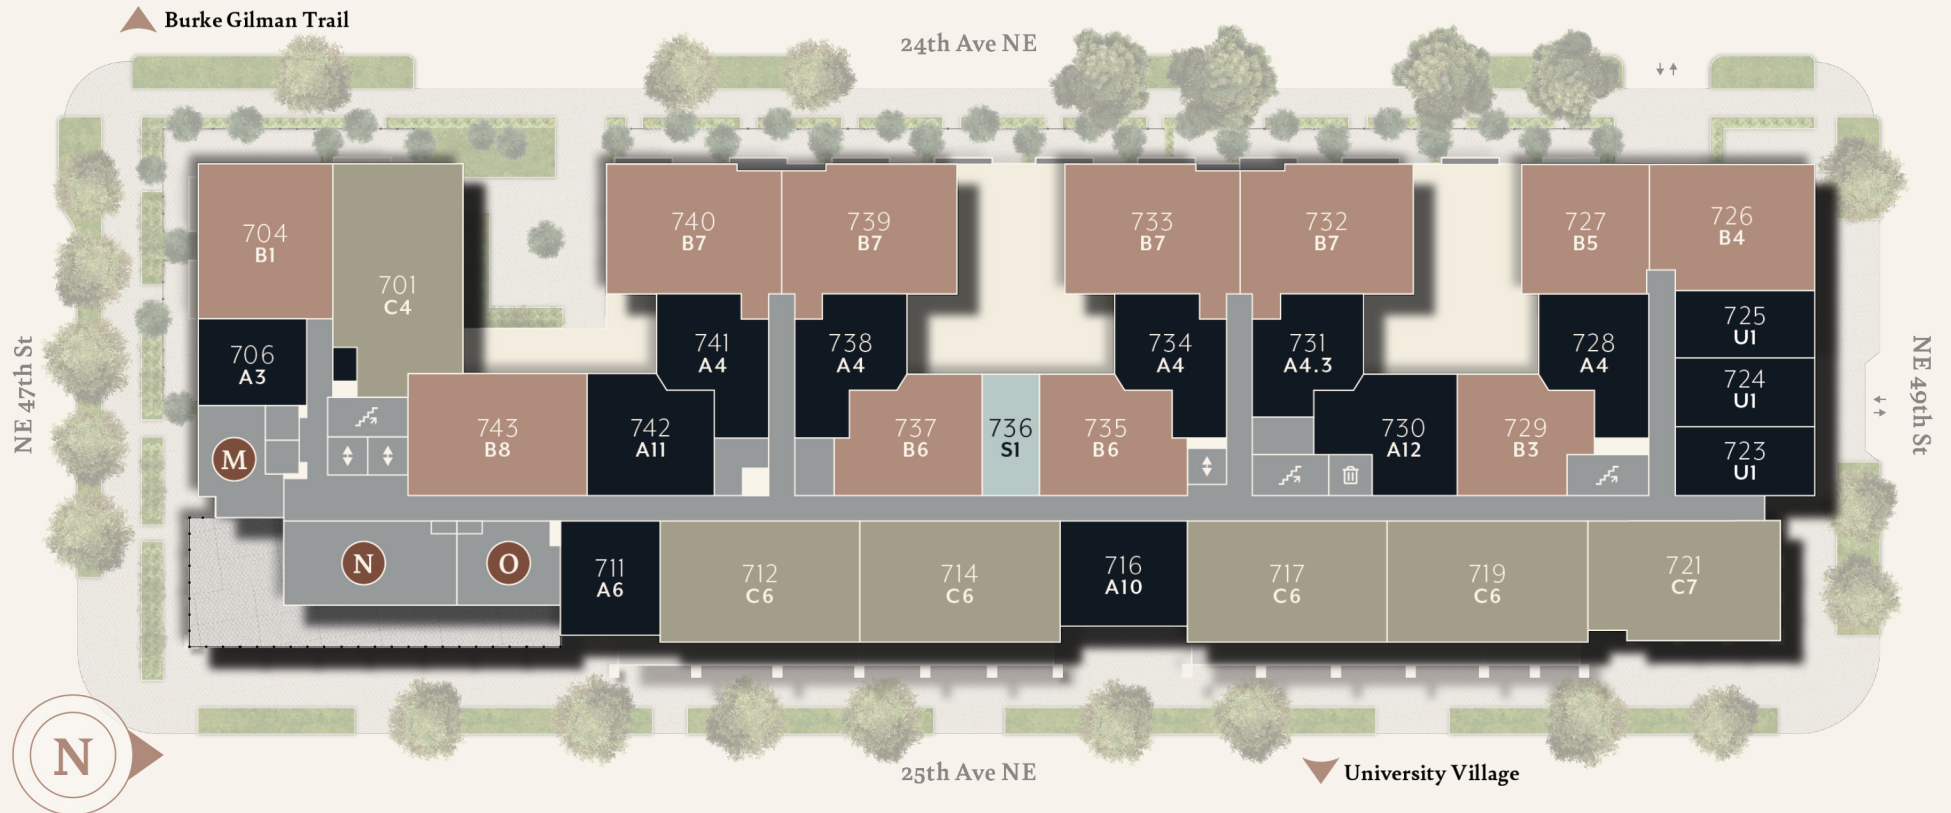 Burke Gilman Trail
24th Ave NE
NE 47th St
NE 49th St
704
B1
701
C4
706
A3
740
B7
739
B7
733
B7
732
B7
727
B5
726
B4
741
A4
738
A4
734
A4
731
A4.3
728
A4
725
U1
724
U1
723
U1
743
B8
742
A11
737
B6
736
S1
735
B6
730
A12
729
B3
M
N
O
711
A6
712
C6
714
C6
716
A10
717
C6
719
C6
721
C7
N
25th Ave NE
University Village